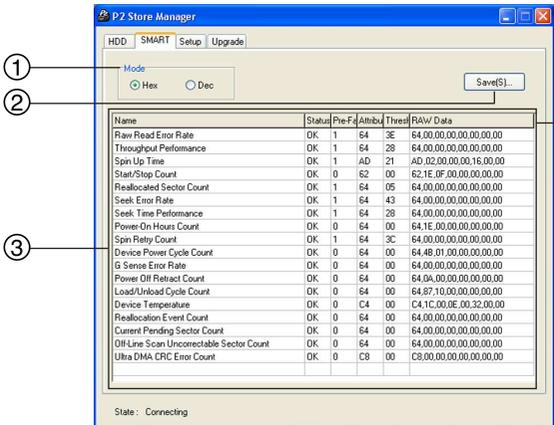 P2 Store Manager
HDD SMART Setup Upgrade
① Mode
Hex Dec
Save(S)...
②
③
Name Status Pre-Fa Attribu Thresh RAW Data
Raw Read Error Rate OK 1 64 3E 64,00,00,00,00,00,00,00
Throughput Performance OK 1 64 28 64,00,00,00,00,00,00,00
Spin Up Time OK 1 AD 21 AD,02,00,00,00,16,00,00
Start/Stop Count OK 0 62 00 62,1E,0F,00,00,00,00,00
Reallocated Sector Count OK 1 64 05 64,00,00,00,00,00,00,00
Seek Error Rate OK 1 64 43 64,00,00,00,00,00,00,00
Seek Time Performance OK 1 64 28 64,00,00,00,00,00,00,00
Power-On Hours Count OK 0 64 00 64,1E,00,00,00,00,00,00
Spin Retry Count OK 1 64 3C 64,00,00,00,00,00,00,00
Device Power Cycle Count OK 0 64 00 64,4B,01,00,00,00,00,00
G Sense Error Rate OK 0 64 00 64,00,00,00,00,00,00,00
Power Off Retract Count OK 0 64 00 64,0A,00,00,00,00,00,00
Load/Unload Cycle Count OK 0 64 00 64,87,10,00,00,00,00,00
Device Temperature OK 0 C4 00 C4,1C,00,0E,00,32,00,00
Reallocation Event Count OK 0 64 00 64,00,00,00,00,00,00,00
Current Pending Sector Count OK 0 64 00 64,00,00,00,00,00,00,00
Off-Line Scan Uncorrectable Sector Count OK 0 64 00 64,00,00,00,00,00,00,00
Ultra DMA CRC Error Count OK 0 C8 00 C8,00,00,00,00,00,00,00
State : Connecting